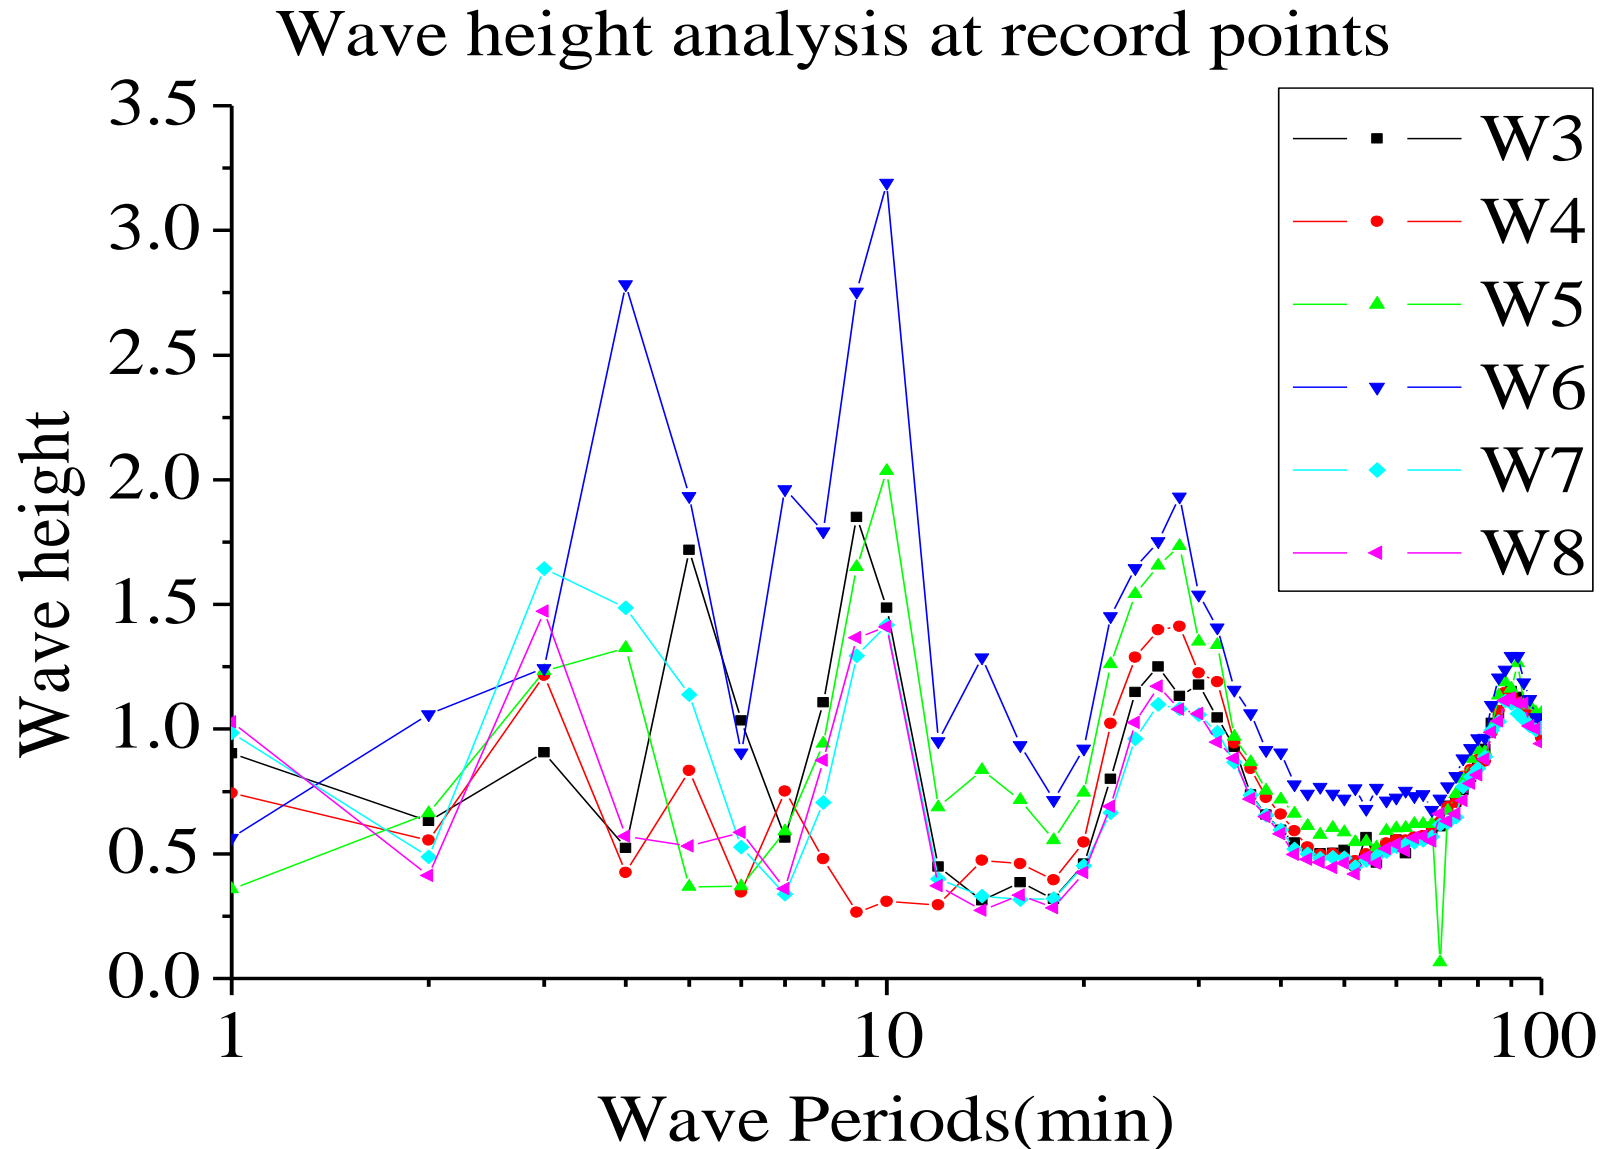 Wave height analysis at record points
3.5
3.0
2.5
2.0
1.5
1.0
0.5
0.0
Wave height
1
10
100
Wave Periods(min)
W3
W4
W5
W6
W7
W8